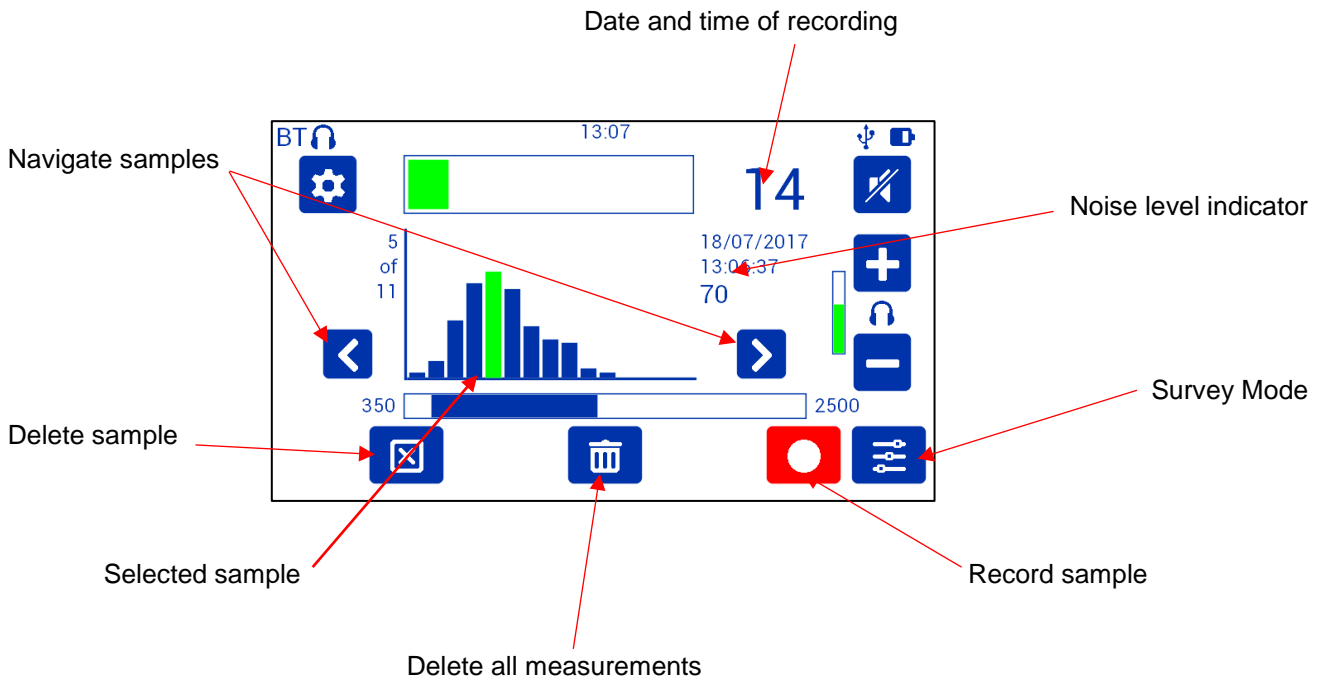 Date and time of recording
BT
13:07
Navigate samples
14
Noise level indicator
5
of
11
18/07/2017
13:06:37
70
350
2500
Survey Mode
Delete sample
Selected sample
Record sample
Delete all measurements